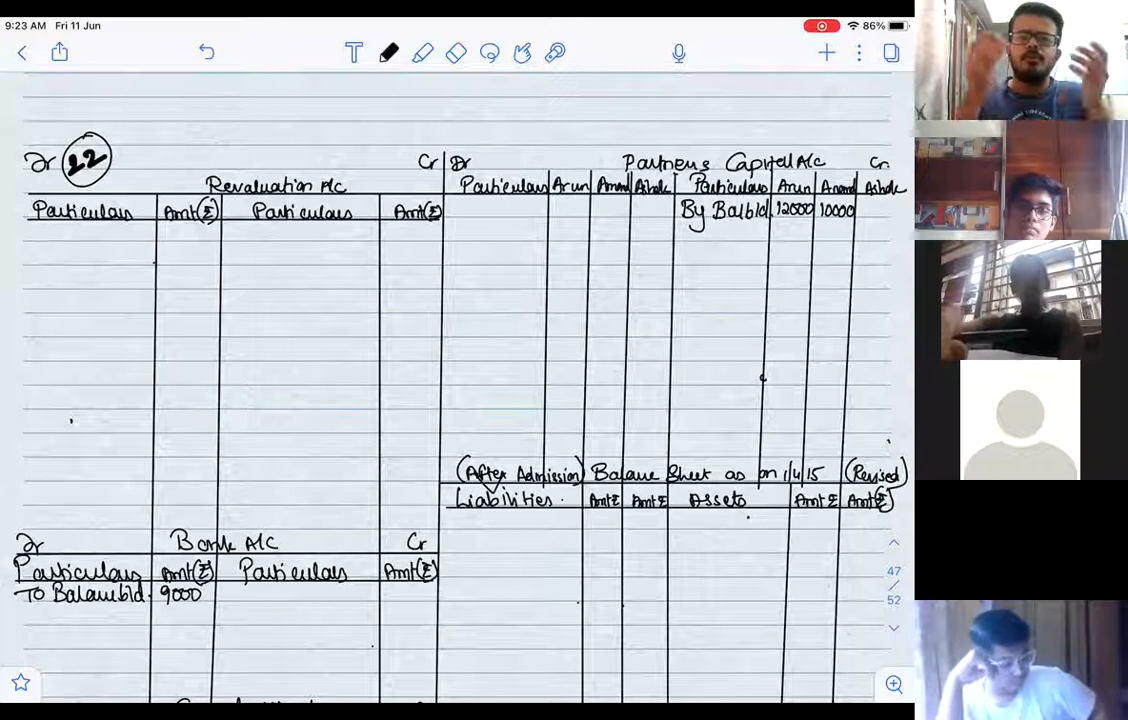 9:23 AM Fri 11 Jun
86%
T
Dr 22 Cr
Revaluation A/c
Particulars Amt(₹) Particulars Amt(₹)
Dr Partners Capital A/c Cr
Particulars Arun Anand Ashok Particulars Arun Anand Ashok
By Balb/d. 12000 10000
(After Admission) Balance Sheet as on 1/4/15 (Revised)
Liabilities. Amt ₹ Amt ₹ Assets Amt ₹ Amt(₹)
Dr Bank A/c Cr
Particulars Amt(₹) Particulars Amt(₹)
To Balance b/d. 9000
47
/
52